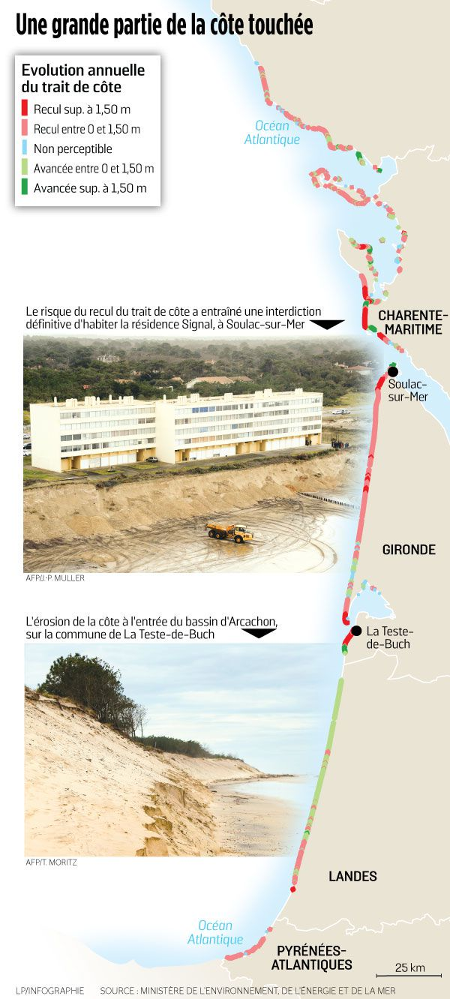 Une grande partie de la côte touchée
Evolution annuelle
du trait de côte
Recul sup. à 1,50 m
Recul entre 0 et 1,50 m
Non perceptible
Avancée entre 0 et 1,50 m
Avancée sup. à 1,50 m
Océan
Atlantique
Le risque du recul du trait de côte a entraîné une interdiction
définitive d'habiter la résidence Signal, à Soulac-sur-Mer
CHARENTE-
MARITIME
Soulac-
sur-Mer
GIRONDE
AFP/J.-P. MULLER
L'érosion de la côte à l'entrée du bassin d'Arcachon,
sur la commune de La Teste-de-Buch
La Teste-
de-Buch
AFP/T. MORITZ
LANDES
Océan
Atlantique
PYRÉNÉES-
ATLANTIQUES
25 km
LP/INFOGRAPHIE SOURCE : MINISTÈRE DE L'ENVIRONNEMENT, DE L'ÉNERGIE ET DE LA MER